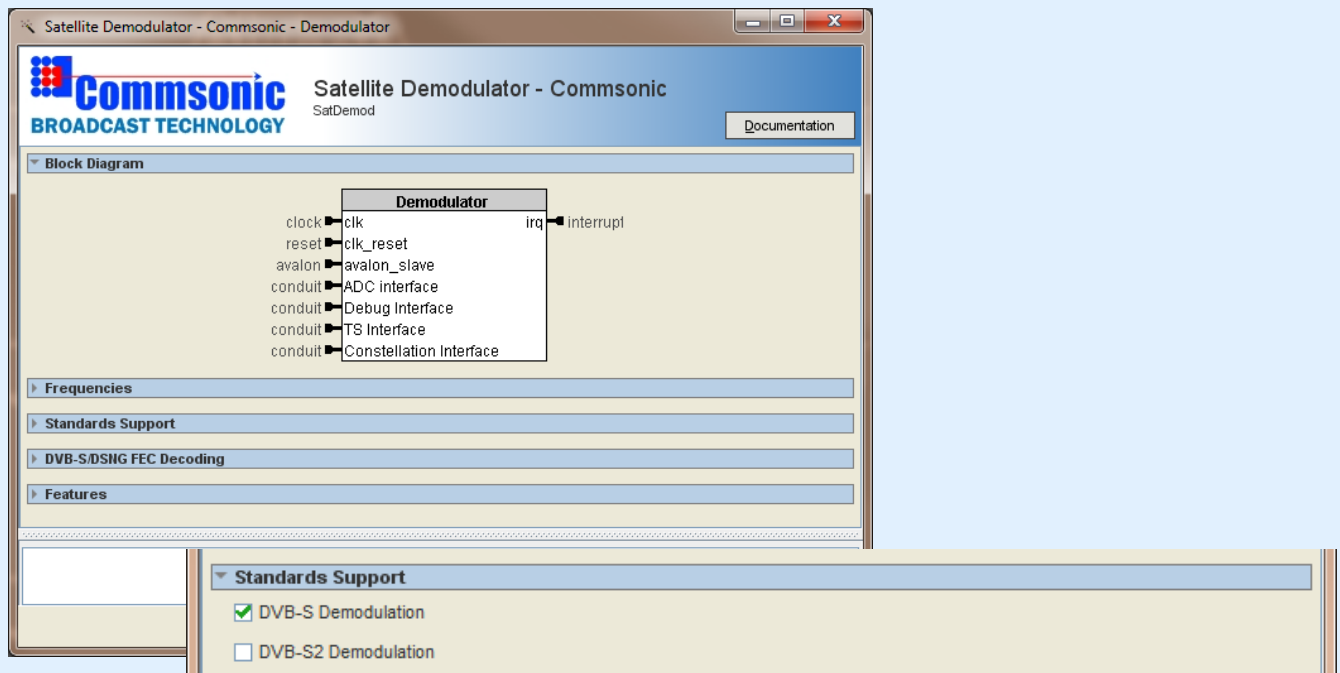 Satellite Demodulator - Commsonic - Demodulator
Commsonic
BROADCAST TECHNOLOGY
Satellite Demodulator - Commsonic
SatDemod
Documentation
Block Diagram
Demodulator
clock clk irq interrupt
reset clk_reset
avalon avalon_slave
conduit ADC interface
conduit Debug Interface
conduit TS Interface
conduit Constellation Interface
Frequencies
Standards Support
DVB-S/DSNG FEC Decoding
Features
Standards Support
DVB-S Demodulation
DVB-S2 Demodulation